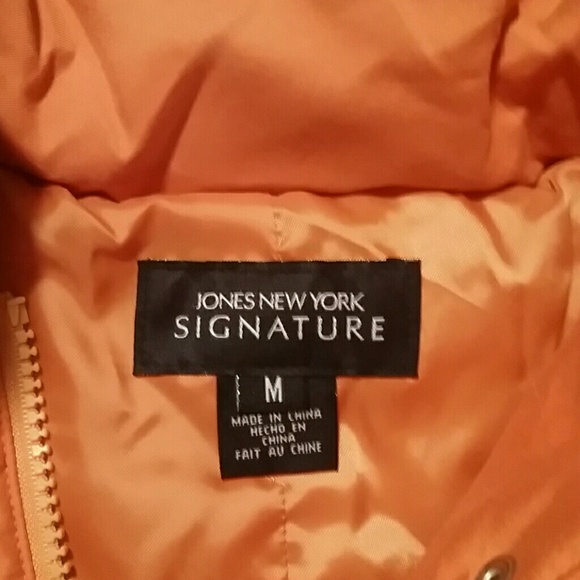 JONES NEW YORK
SIGNATURE
M
MADE IN CHINA
HECHO EN
CHINA
FAIT AU CHINE